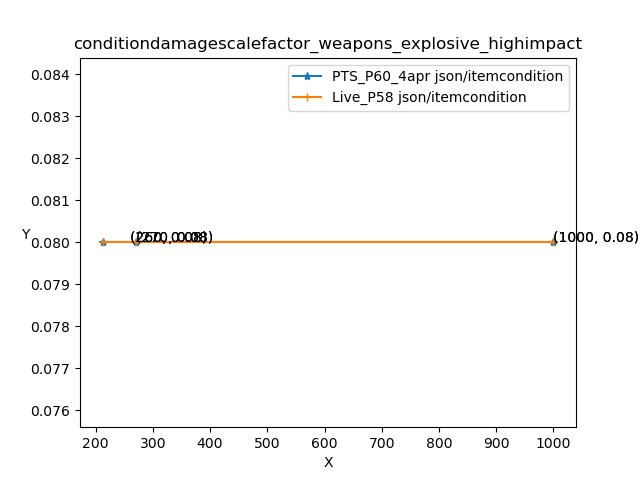 conditiondamagescalefactor_weapons_explosive_highimpact
PTS_P60_4apr json/itemcondition
Live_P58 json/itemcondition
0.084
0.083
0.082
0.081
0.080
0.079
0.078
0.077
0.076
Y
(1000, 0.08)
200 300 400 500 600 700 800 900 1000
X